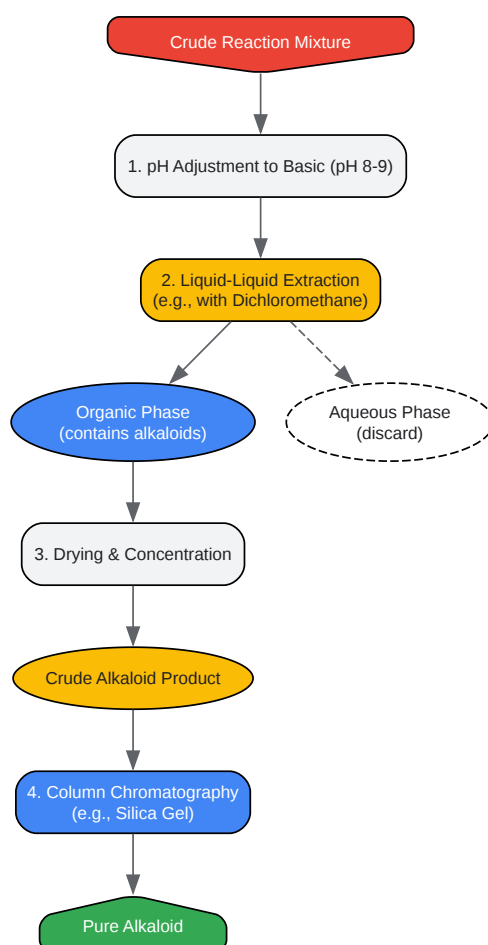 Crude Reaction Mixture
1. pH Adjustment to Basic (pH 8-9)
2. Liquid-Liquid Extraction
(e.g., with Dichloromethane)
Organic Phase
(contains alkaloids)
Aqueous Phase
(discard)
3. Drying & Concentration
Crude Alkaloid Product
4. Column Chromatography
(e.g., Silica Gel)
Pure Alkaloid